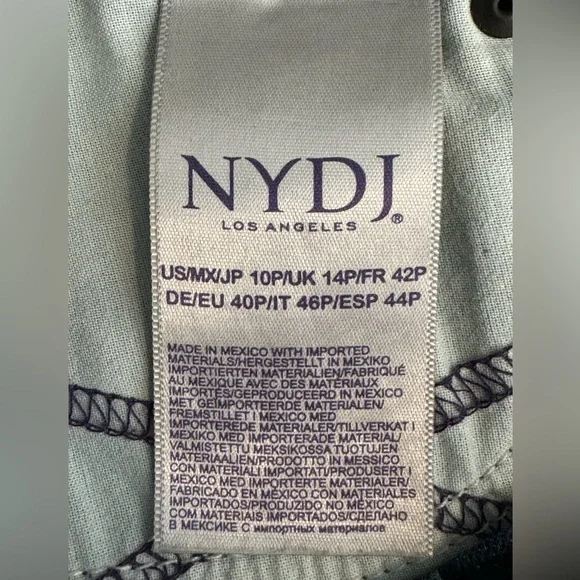 NYDJ®
LOS ANGELES
US/MX/JP 10P/UK 14P/FR 42P
DE/EU 40P/IT 46P/ESP 44P
MADE IN MEXICO WITH IMPORTED
MATERIALS/HERGESTELLT IN MEXIKO
IMPORTIERTEN MATERIALIEN/FABRIQUÉ
AU MEXIQUE AVEC DES MATÉRIAUX
IMPORTÉS/GEPRODUCEERD IN MEXICO
MET GEÏMPORTEERDE MATERIALEN/
FREMSTILLET I MEXICO MED
IMPORTEREDE MATERIALER/TILLVERKAT I
MEXIKO MED IMPORTERADE MATERIAL/
VALMISTETTU MEKSIKOSSA TUOTUJEN
MATERIAALIEN/PRODOTTO IN MESSICO
CON MATERIALI IMPORTATI/PRODUSERT I
MEXICO MED IMPORTERTE MATERIALER/
FABRICADO EN MÉXICO CON MATERIALES
IMPORTADOS/PRODUZIDO NO MÉXICO
COM MATERIAIS IMPORTADOS/СДЕЛАНО
В МЕКСИКЕ С импортных материалов